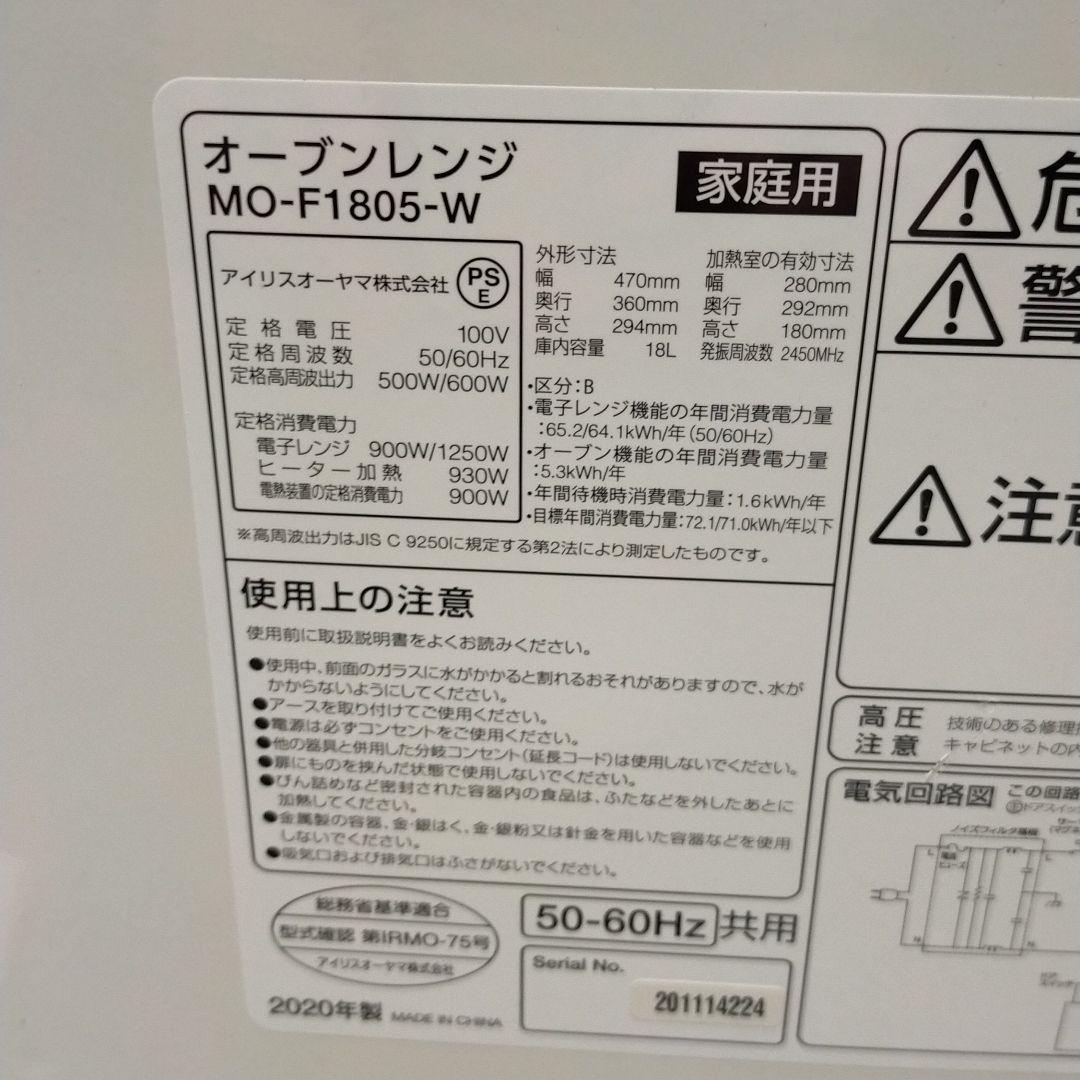 オーブンレンジ
MO-F1805-W
家庭用
アイリスオーヤマ株式会社
PS
E
定格電圧 100V
定格周波数 50/60Hz
定格高周波出力 500W/600W
定格消費電力
電子レンジ 900W/1250W
ヒーター加熱 930W
電熱装置の定格消費電力 900W
外形寸法
幅 470mm
奥行 360mm
高さ 294mm
庫内容量 18L
加熱室の有効寸法
幅 280mm
奥行 292mm
高さ 180mm
発振周波数 2450MHz
・区分:B
・電子レンジ機能の年間消費電力量
:65.2/64.1kWh/年(50/60Hz)
・オーブン機能の年間消費電力量
:5.3kWh/年
・年間待機時消費電力量:1.6kWh/年
・目標年間消費電力量:72.1/71.0kWh/年以下
※高周波出力はJIS C 9250に規定する第2法により測定したものです。
使用上の注意
使用前に取扱説明書をよくお読みください。
●使用中、前面のガラスに水がかかると割れるおそれがありますので、水が
かからないようにしてください。
●アースを取り付けてご使用ください。
●電源は必ずコンセントをご使用ください。
●他の器具と併用した分岐コンセント(延長コード)は使用しないでください。
●扉にものを挟んだ状態で使用しないでください。
●びん詰めなど密封された容器内の食品は、ふたなどを外したあとに
加熱してください。
●金属製の容器、金・銀はく、金・銀粉又は針金を用いた容器などを使用
しないでください。
●吸気口および排気口はふさがないでください。
総務省基準適合
型式確認 第IRMO-75号
アイリスオーヤマ株式会社
2020年製 MADE IN CHINA
50-60Hz共用
Serial No.
201114224
危
警
注意
高圧
注意
技術のある修理技
キャビネットの内
電気回路図
この回路
ドアスイッ
ノイズフィルタ基板
L
L
N
N